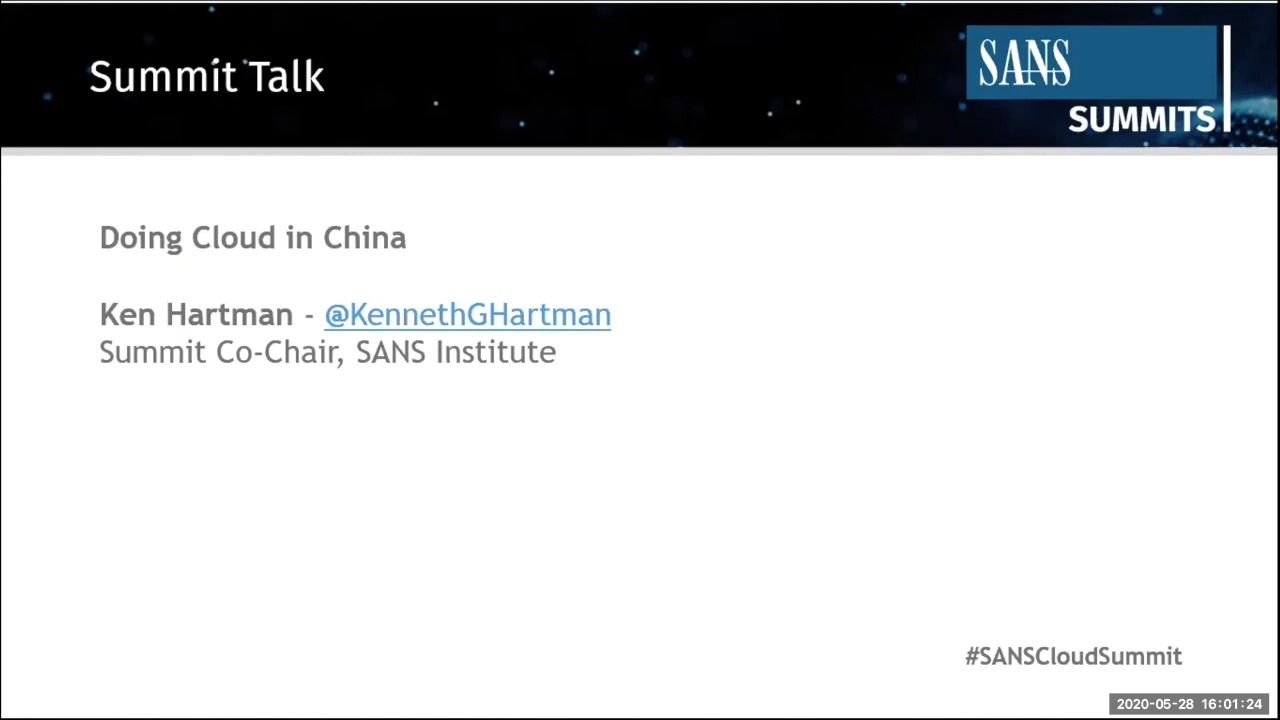 Summit Talk
SANS
SUMMITS
Doing Cloud in China
Ken Hartman - @KennethGHartman
Summit Co-Chair, SANS Institute
#SANSCloudSummit
2020-05-28 16:01:24